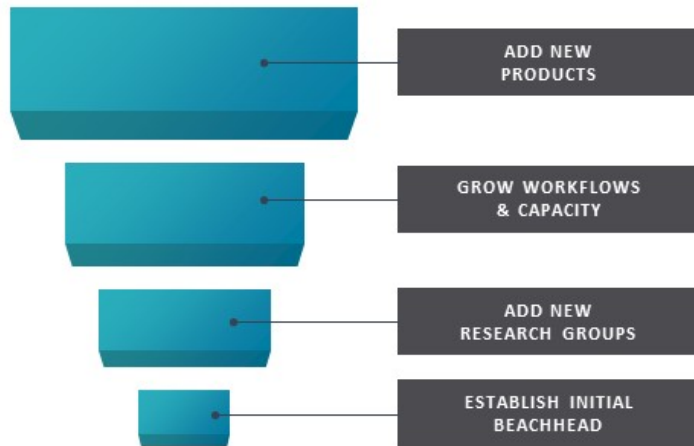 ADD NEW
PRODUCTS
GROW WORKFLOWS
& CAPACITY
ADD NEW
RESEARCH GROUPS
ESTABLISH INITIAL
BEACHHEAD